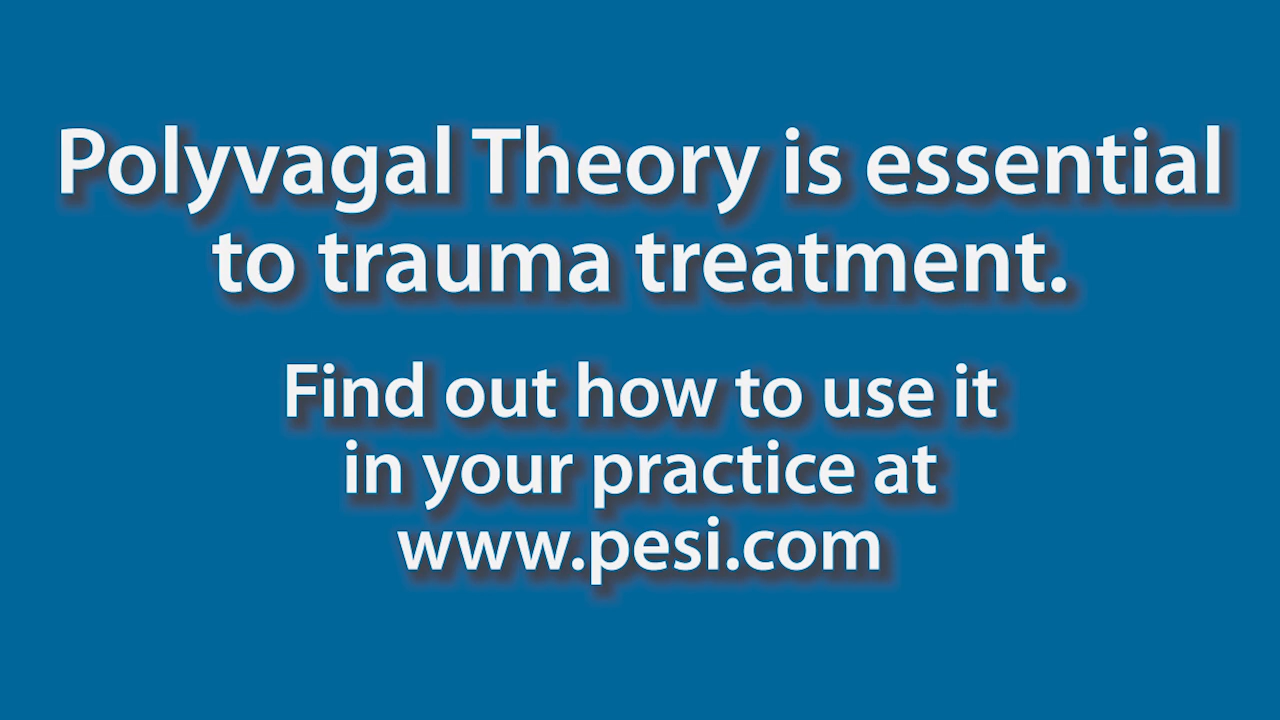 Polyvagal Theory is essential
to trauma treatment.
Find out how to use it
in your practice at
www.pesi.com